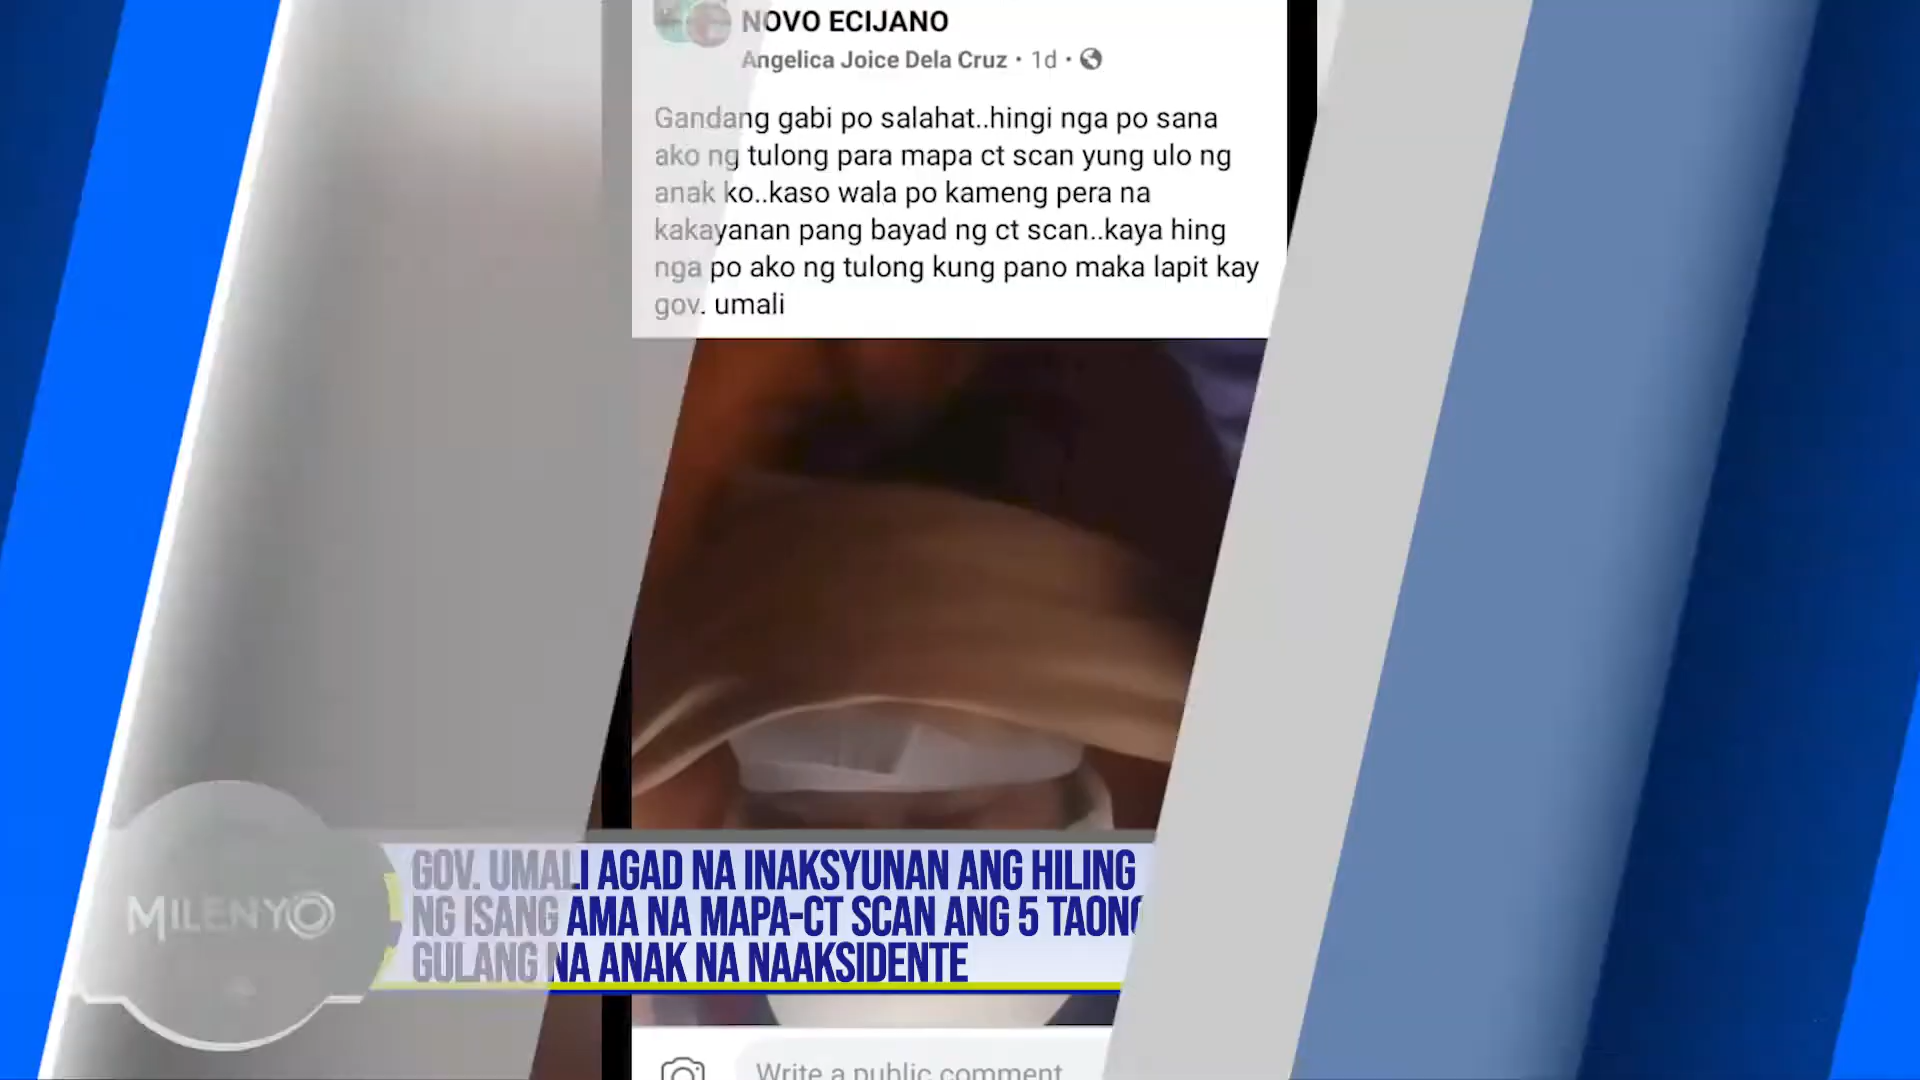 NOVO ECIJANO
Angelica Joice Dela Cruz · 1d ·
Gandang gabi po salahat..hingi nga po sana
ako ng tulong para mapa ct scan yung ulo ng
anak ko..kaso wala po kameng pera na
kakayanan pang bayad ng ct scan..kaya hing
nga po ako ng tulong kung pano maka lapit kay
gov. umali
GOV. UMALI AGAD NA INAKSYUNAN ANG HILING
NG ISANG AMA NA MAPA-CT SCAN ANG 5 TAONG
GULANG NA ANAK NA NAAKSIDENTE
MILENYO
Write a public comment